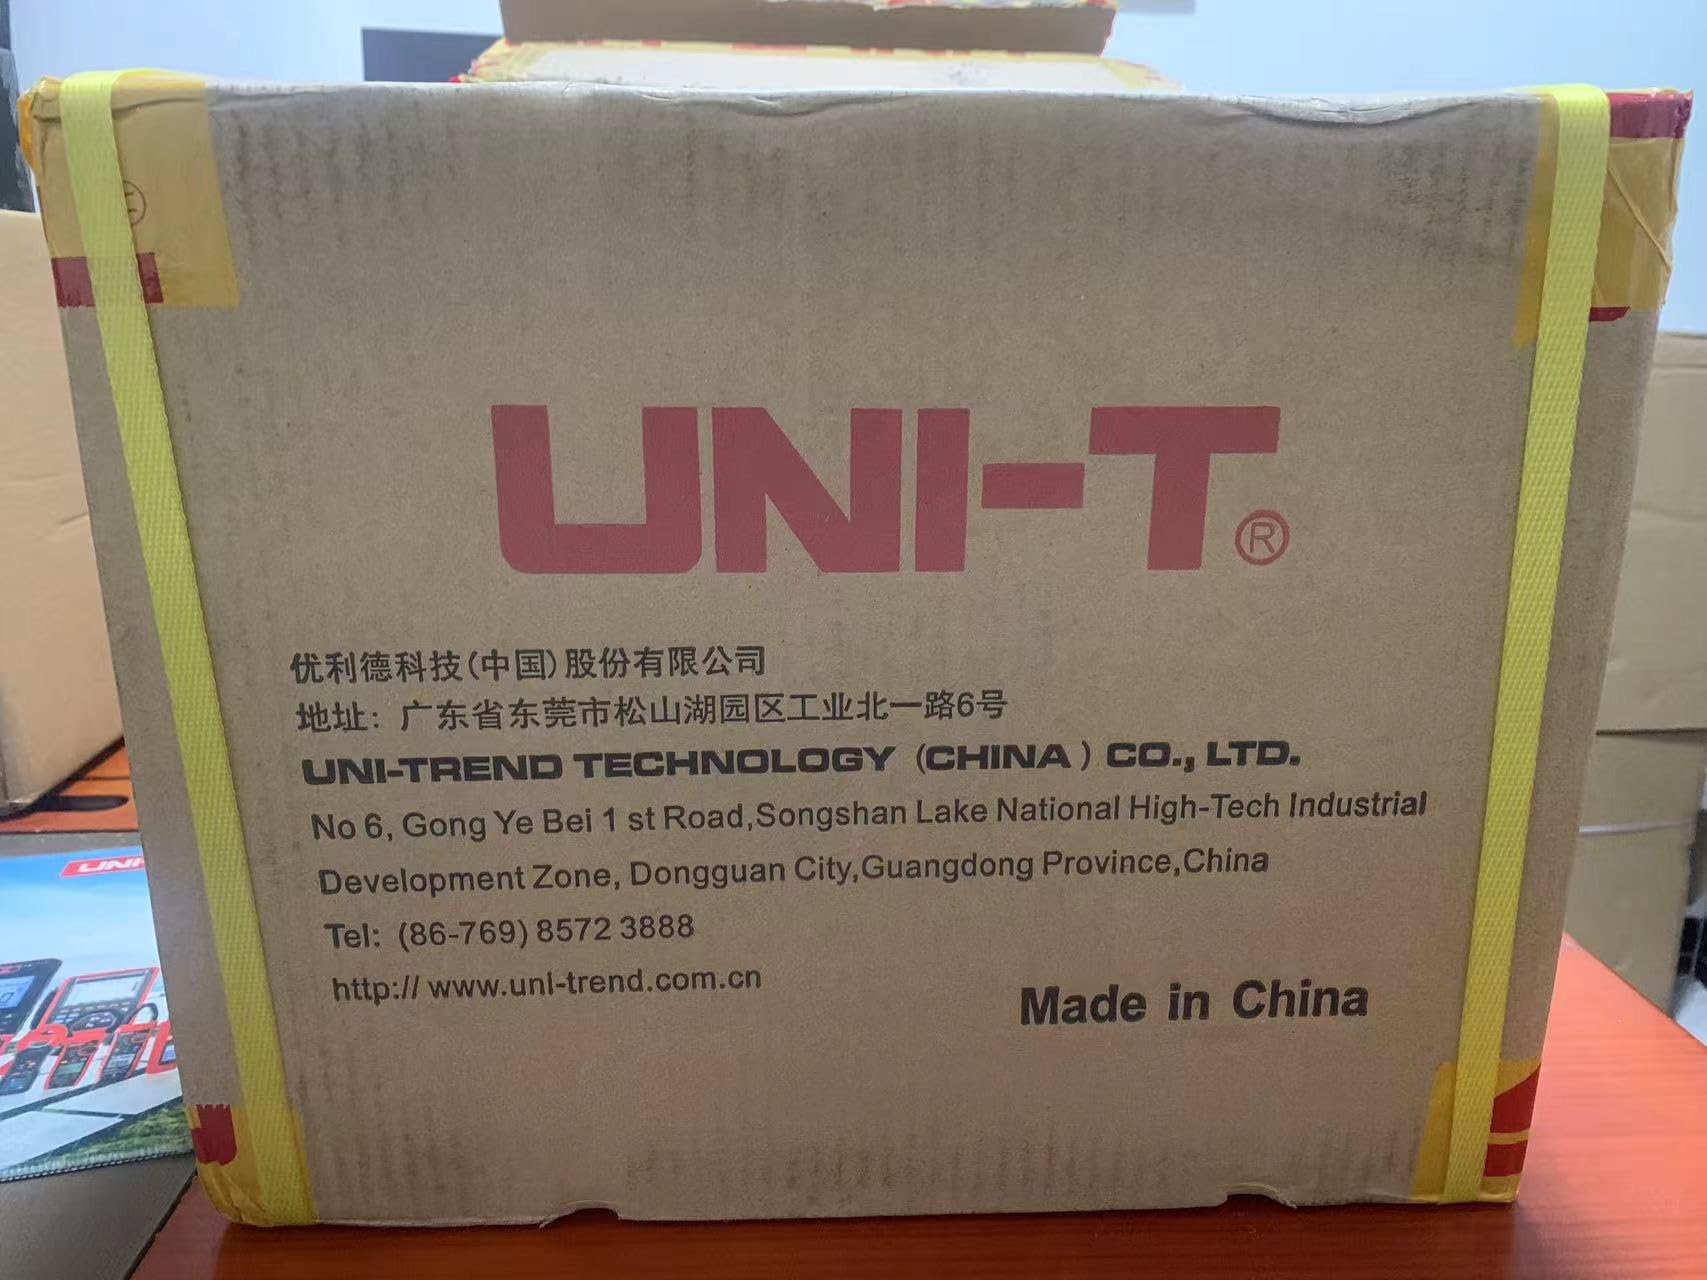 UNI-T®
优利德科技(中国)股份有限公司
地址：广东省东莞市松山湖园区工业北一路6号
UNI-TREND TECHNOLOGY (CHINA) CO., LTD.
No 6, Gong Ye Bei 1 st Road,Songshan Lake National High-Tech Industrial
Development Zone, Dongguan City,Guangdong Province,China
Tel: (86-769) 8572 3888
http:// www.uni-trend.com.cn
Made in China
UNI